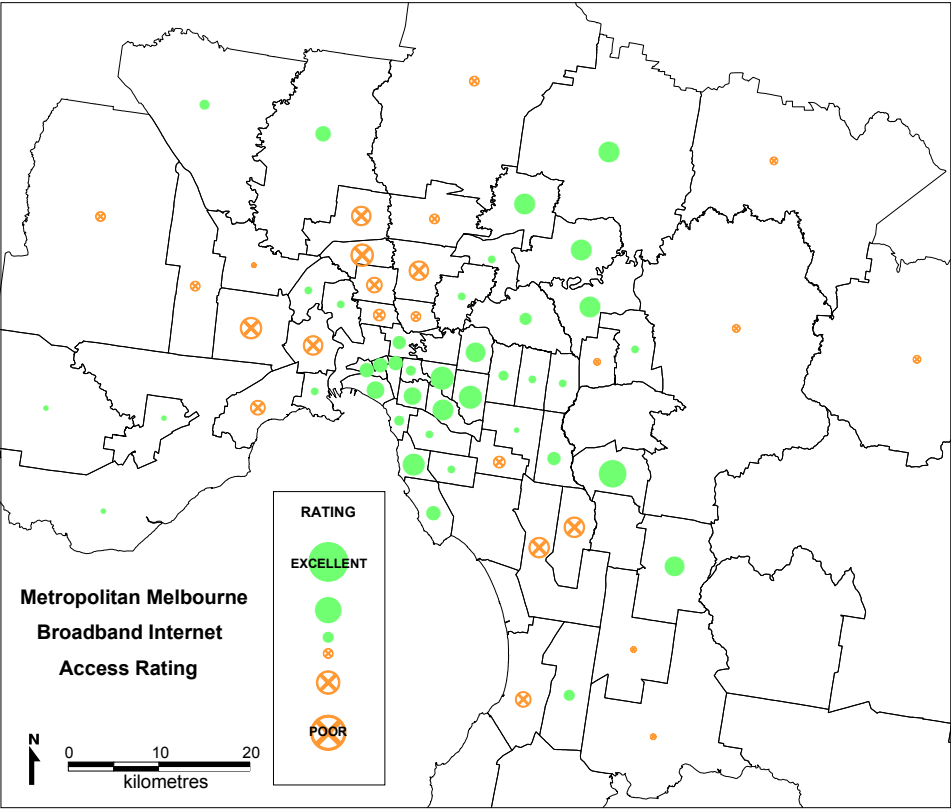 RATING
EXCELLENT
POOR
Metropolitan Melbourne
Broadband Internet
Access Rating
N
0 10 20
kilometres